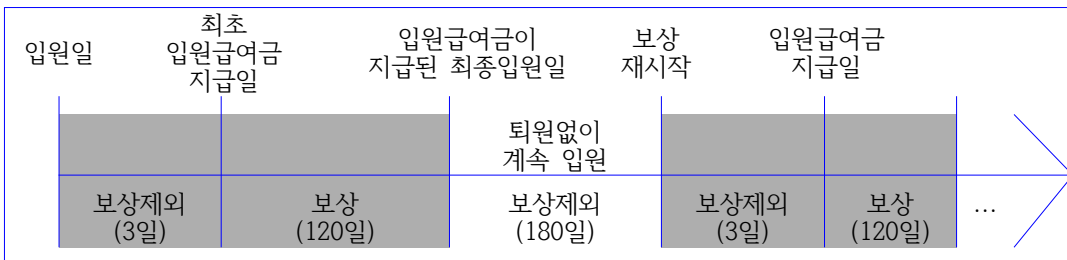 입원일
최초
입원급여금
지급일
입원급여금이
지급된 최종입원일
보상
재시작
입원급여금
지급일
퇴원없이
계속 입원
보상제외
(3일)
보상
(120일)
보상제외
(180일)
보상제외
(3일)
보상
(120일)
…